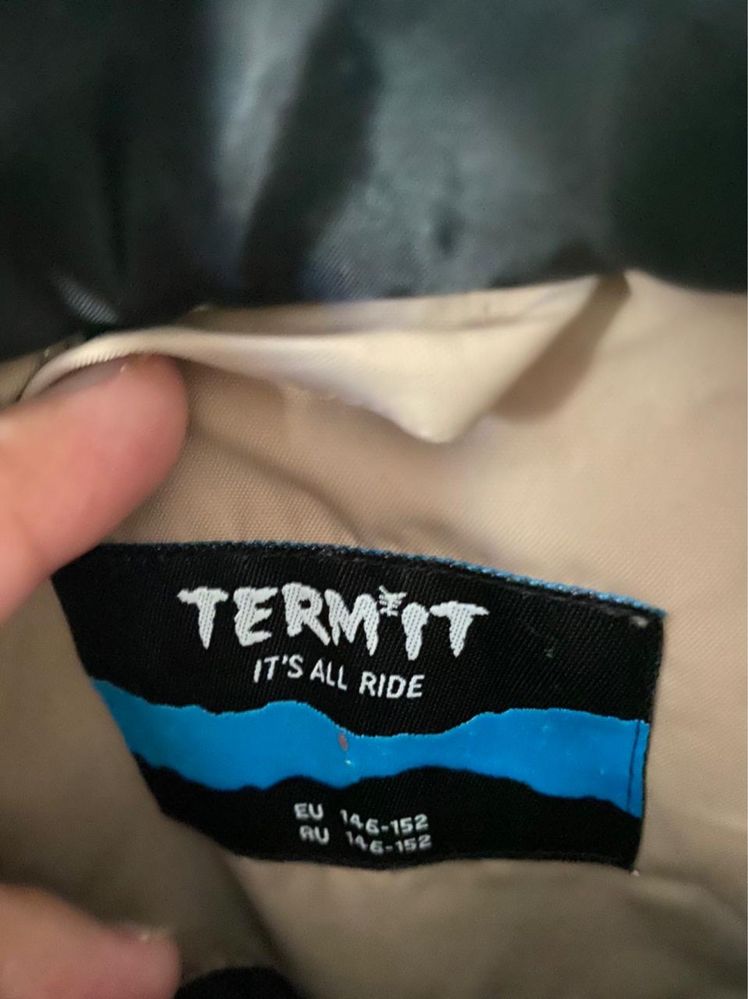 TERMIT
IT'S ALL RIDE
EU 146-152
RU 146-152